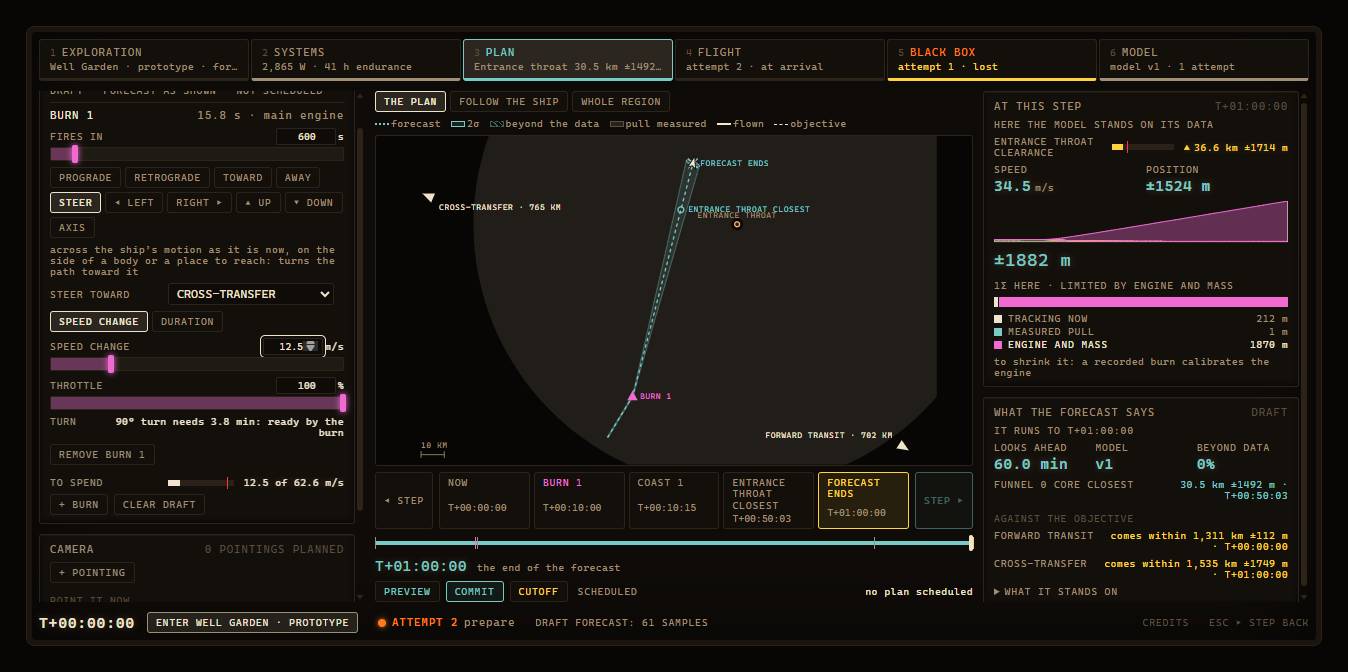 1 EXPLORATION
Well Garden · prototype · for…
2 SYSTEMS
2,865 W · 41 h endurance
3 PLAN
Entrance throat 30.5 km ±1492…
4 FLIGHT
attempt 2 · at arrival
5 BLACK BOX
attempt 1 · lost
6 MODEL
model v1 · 1 attempt
DRAFT FORECAST AS SHOWN NOT SCHEDULED
BURN 1 15.8 s · main engine
FIRES IN 600 s
PROGRADE RETROGRADE TOWARD AWAY
STEER ◂ LEFT RIGHT ▸ ▴ UP ▾ DOWN
AXIS
across the ship's motion as it is now, on the
side of a body or a place to reach: turns the
path toward it
STEER TOWARD CROSS-TRANSFER
SPEED CHANGE DURATION
SPEED CHANGE 12.5 m/s
THROTTLE 100 %
TURN 90° turn needs 3.8 min: ready by the
burn
REMOVE BURN 1
TO SPEND 12.5 of 62.6 m/s
+ BURN CLEAR DRAFT
CAMERA 0 POINTINGS PLANNED
+ POINTING
POINT IT NOW
THE PLAN FOLLOW THE SHIP WHOLE REGION
forecast 2σ beyond the data pull measured flown objective
FORECAST ENDS
CROSS-TRANSFER · 765 KM
ENTRANCE THROAT CLOSEST
ENTRANCE THROAT
BURN 1
FORWARD TRANSIT · 702 KM
10 KM
◂ STEP
NOW
T+00:00:00
BURN 1
T+00:10:00
COAST 1
T+00:10:15
ENTRANCE
THROAT
CLOSEST
T+00:50:03
FORECAST
ENDS
T+01:00:00
STEP ▸
T+01:00:00 the end of the forecast
PREVIEW COMMIT CUTOFF SCHEDULED no plan scheduled
AT THIS STEP T+01:00:00
HERE THE MODEL STANDS ON ITS DATA
ENTRANCE THROAT
CLEARANCE ▲ 36.6 km ±1714 m
SPEED POSITION
34.5 m/s ±1524 m
±1882 m
1Σ HERE · LIMITED BY ENGINE AND MASS
TRACKING NOW 212 m
MEASURED PULL 1 m
ENGINE AND MASS 1870 m
to shrink it: a recorded burn calibrates the
engine
WHAT THE FORECAST SAYS DRAFT
IT RUNS TO T+01:00:00
LOOKS AHEAD MODEL BEYOND DATA
60.0 min v1 0%
FUNNEL 0 CORE CLOSEST 30.5 km ±1492 m ·
T+00:50:03
AGAINST THE OBJECTIVE
FORWARD TRANSIT comes within 1,311 km ±112 m
· T+00:00:00
CROSS-TRANSFER comes within 1,535 km ±1749 m
· T+01:00:00
▶ WHAT IT STANDS ON
T+00:00:00 ENTER WELL GARDEN · PROTOTYPE ATTEMPT 2 prepare DRAFT FORECAST: 61 SAMPLES CREDITS ESC ▸ STEP BACK